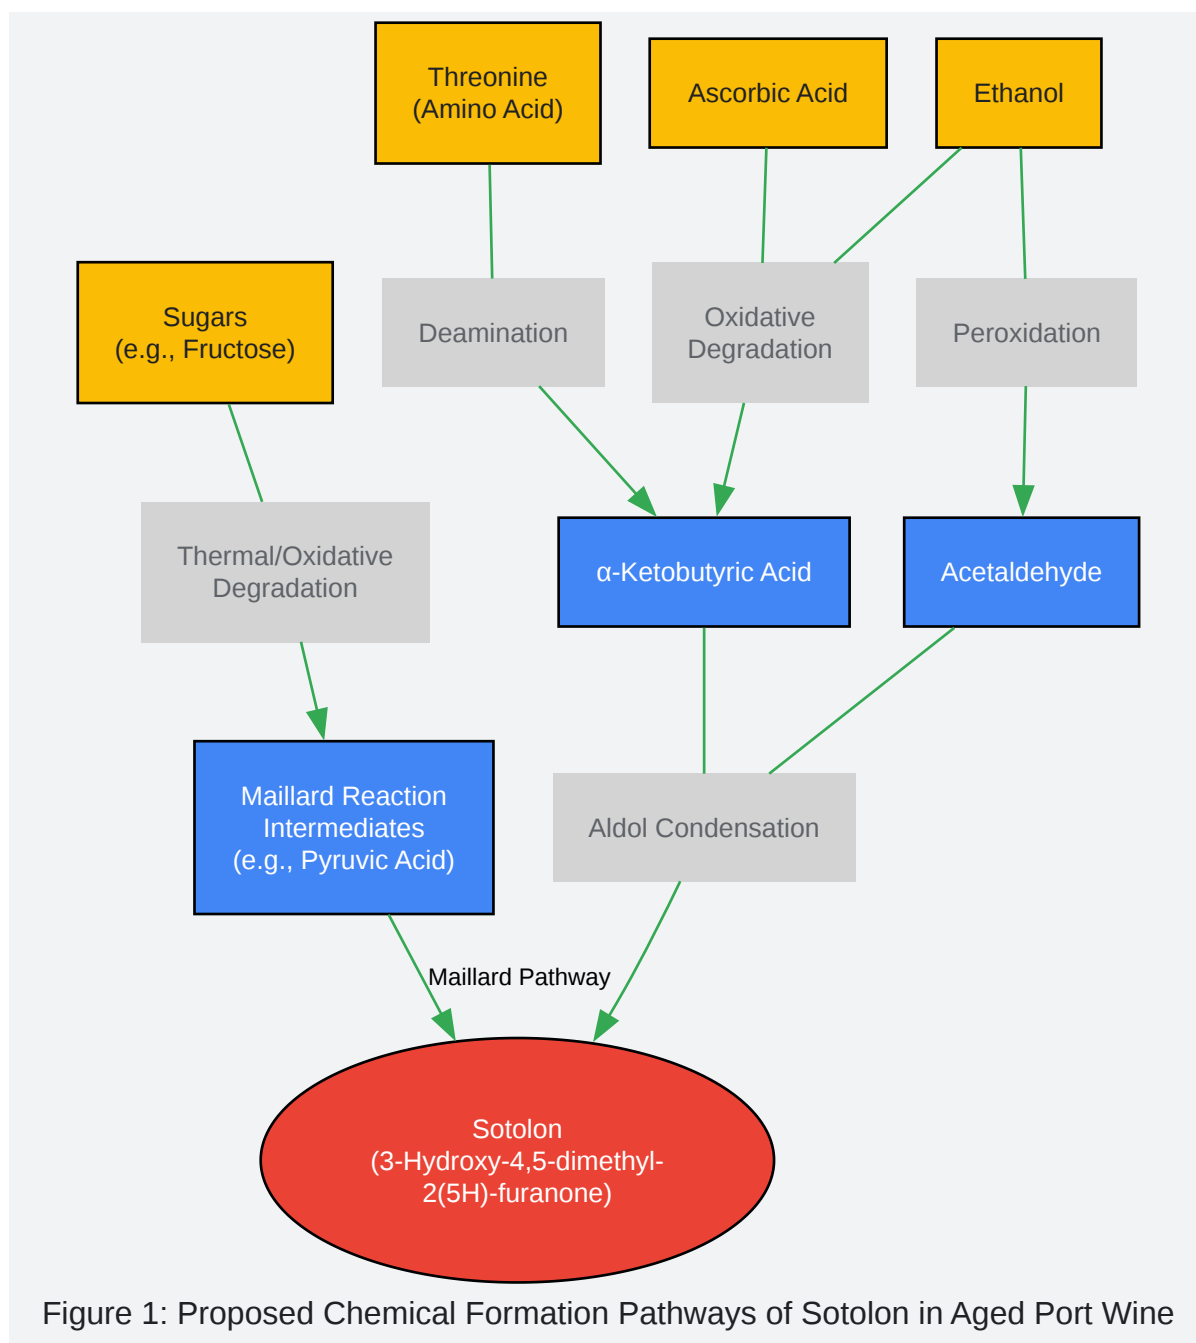 Threonine
(Amino Acid)
Ascorbic Acid
Ethanol
Sugars
(e.g., Fructose)
Deamination
Oxidative
Degradation
Peroxidation
Thermal/Oxidative
Degradation
α-Ketobutyric Acid
Acetaldehyde
Maillard Reaction
Intermediates
(e.g., Pyruvic Acid)
Aldol Condensation
Maillard Pathway
Sotolon
(3-Hydroxy-4,5-dimethyl-
2(5H)-furanone)
Figure 1: Proposed Chemical Formation Pathways of Sotolon in Aged Port Wine